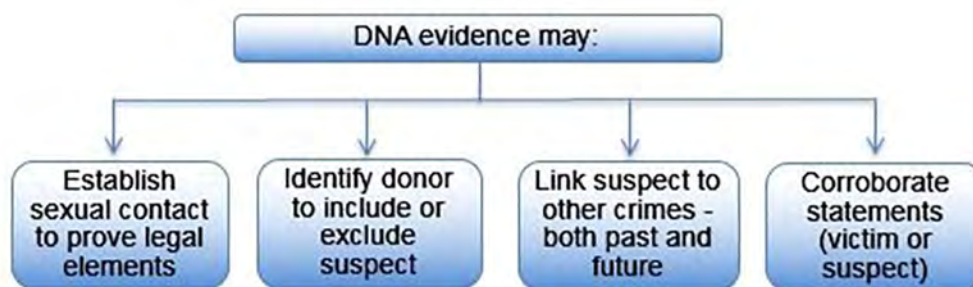 DNA evidence may:
Establish
sexual contact
to prove legal
elements
Identify donor
to include or
exclude
suspect
Link suspect to
other crimes -
both past and
future
Corroborate
statements
(victim or
suspect)